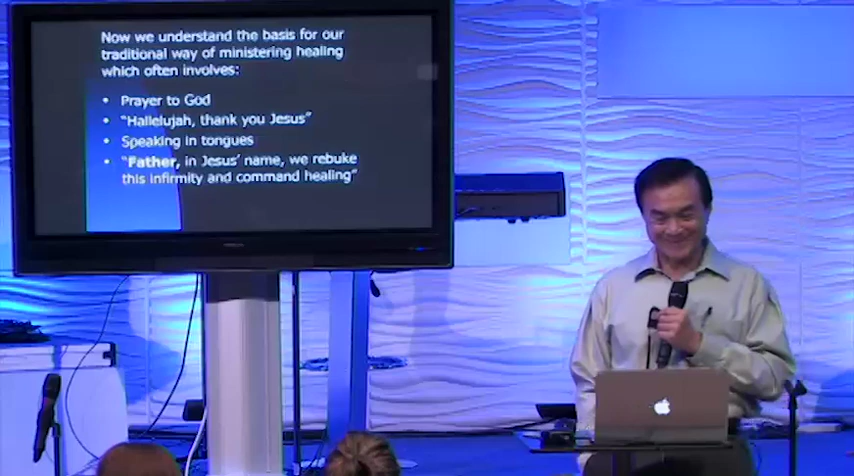 Now we understand the basis for our
traditional way of ministering healing
which often involves:
• Prayer to God
• "Hallelujah, thank you Jesus"
• Speaking in tongues
• "Father, in Jesus' name, we rebuke
this infirmity and command healing"